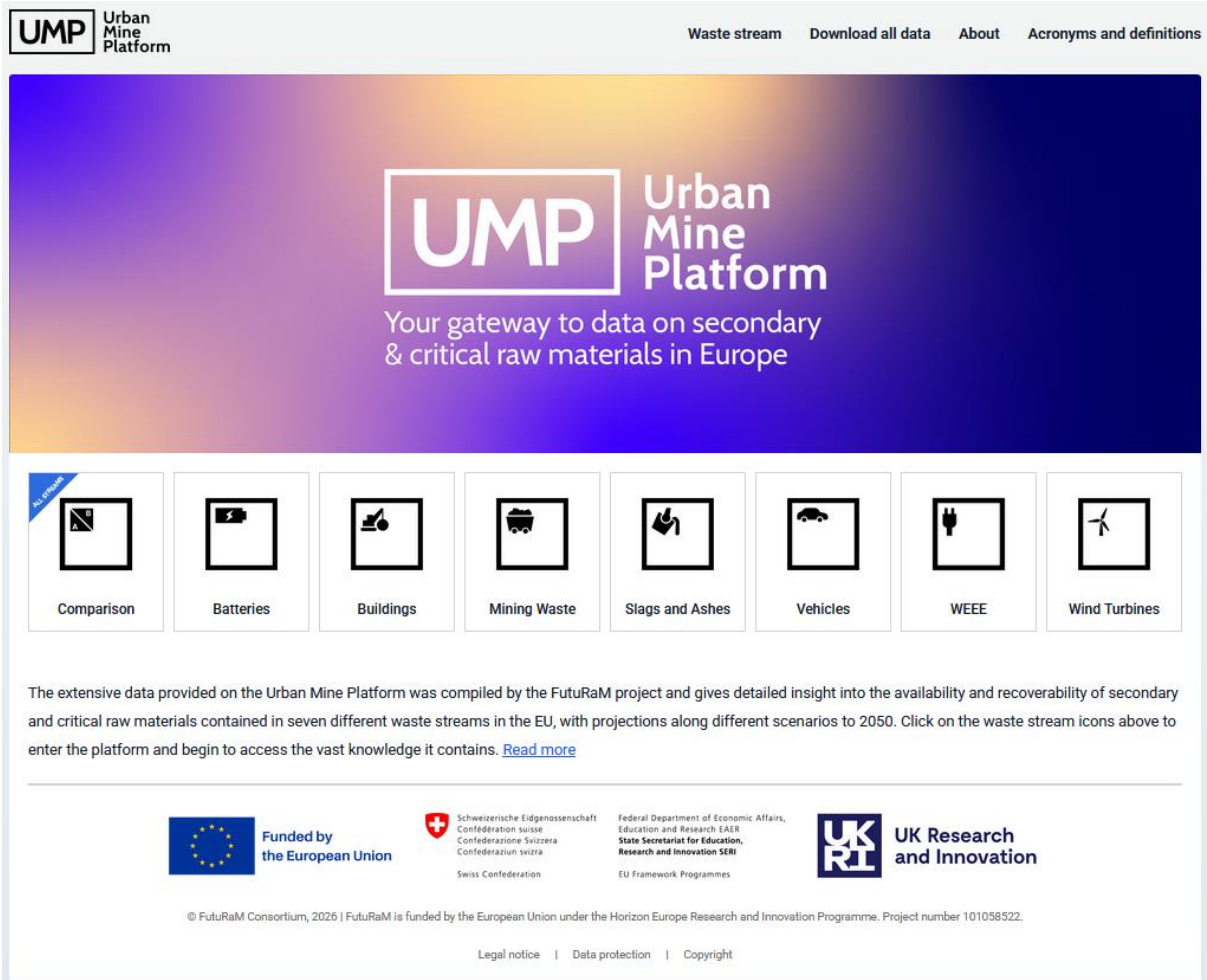 UMP
Urban
Mine
Platform
Waste stream
Download all data
About
Acronyms and definitions
UMP
Urban
Mine
Platform
Your gateway to data on secondary
& critical raw materials in Europe
ALL STREAMS
A
B
Comparison
Batteries
Buildings
Mining Waste
Slags and Ashes
Vehicles
WEEE
Wind Turbines
The extensive data provided on the Urban Mine Platform was compiled by the FutuRaM project and gives detailed insight into the availability and recoverability of secondary
and critical raw materials contained in seven different waste streams in the EU, with projections along different scenarios to 2050. Click on the waste stream icons above to
enter the platform and begin to access the vast knowledge it contains. Read more
Funded by
the European Union
Schweizerische Eidgenossenschaft
Confédération suisse
Confederazione Svizzera
Confederaziun svizra
Swiss Confederation
Federal Department of Economic Affairs,
Education and Research EAER
State Secretariat for Education,
Research and Innovation SERI
EU Framework Programmes
UK
RI
UK Research
and Innovation
© FutuRaM Consortium, 2026 | FutuRaM is funded by the European Union under the Horizon Europe Research and Innovation Programme. Project number 101058522.
Legal notice | Data protection | Copyright